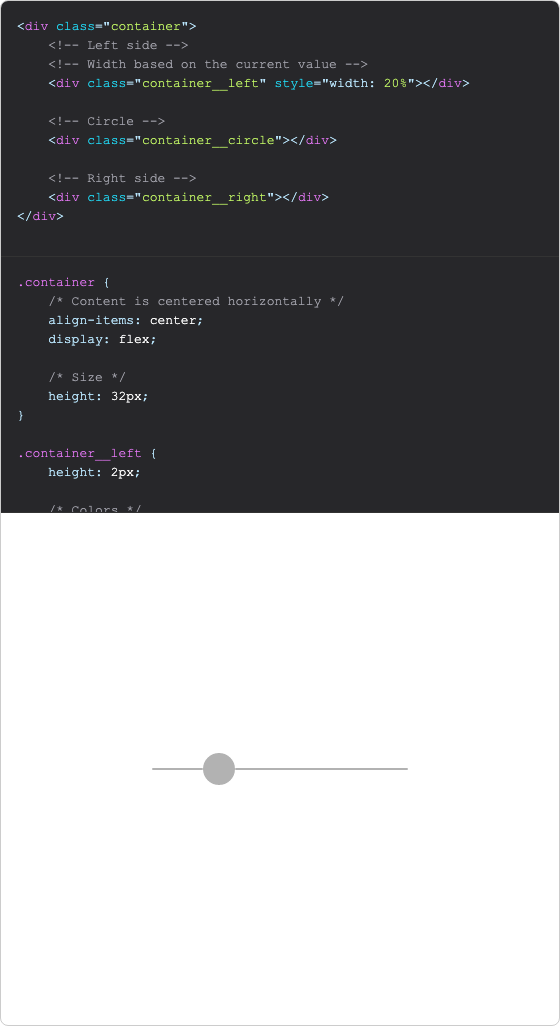 <div class="container">
<!-- Left side -->
<!-- Width based on the current value -->
<div class="container__left" style="width: 20%"></div>
<!-- Circle -->
<div class="container__circle"></div>
<!-- Right side -->
<div class="container__right"></div>
</div>
.container {
/* Content is centered horizontally */
align-items: center;
display: flex;
/* Size */
height: 32px;
}
.container__left {
height: 2px;
/* Colors */